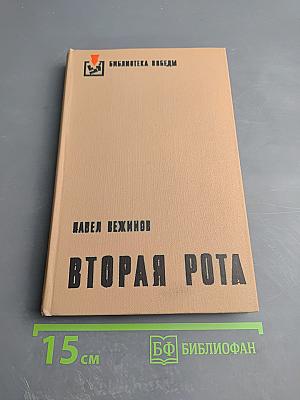 БИБЛИОТЕКА ПОБЕДЫ
ПАВЕЛ ВЕЖИНОВ
ВТОРАЯ РОТА
15 см
БФ БИБЛИОФАН